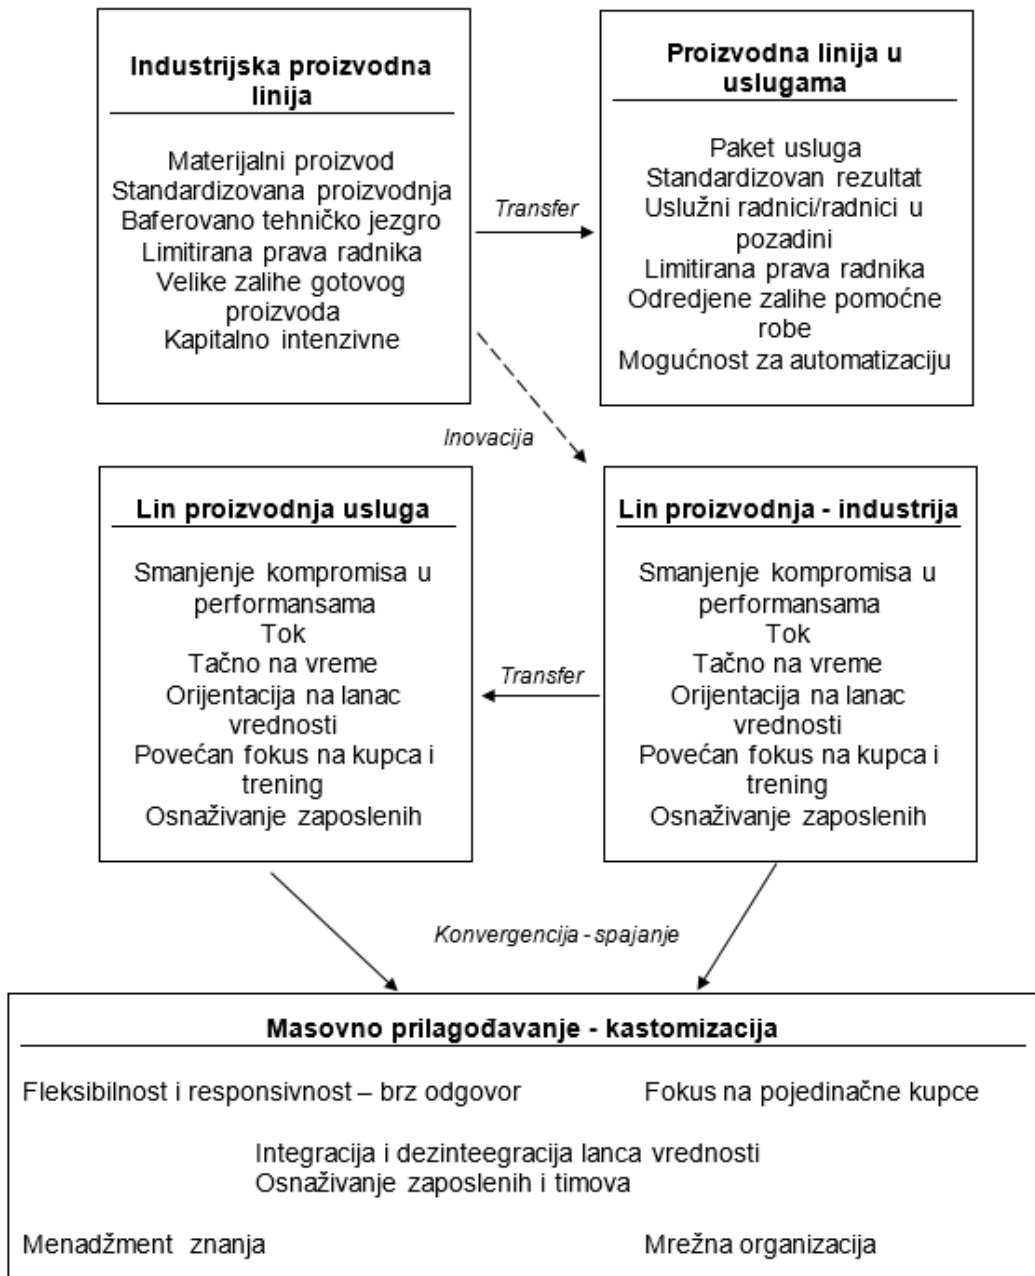 Industrijska proizvodna
linija
Materijalni proizvod
Standardizovana proizvodnja
Baferovano tehničko jezgro
Limitirana prava radnika
Velike zalihe gotovog
proizvoda
Kapitalno intenzivne
Transfer
Proizvodna linija u
uslugama
Paket usluga
Standardizovan rezultat
Uslužni radnici/radnici u
pozadini
Limitirana prava radnika
Odredjene zalihe pomoćne
robe
Mogućnost za automatizaciju
Inovacija
Lin proizvodnja usluga
Smanjenje kompromisa u
performansama
Tok
Tačno na vreme
Orijentacija na lanac
vrednosti
Povećan fokus na kupca i
trening
Osnaživanje zaposlenih
Transfer
Lin proizvodnja - industrija
Smanjenje kompromisa u
performansama
Tok
Tačno na vreme
Orijentacija na lanac
vrednosti
Povećan fokus na kupca i
trening
Osnaživanje zaposlenih
Konvergencija - spajanje
Masovno prilagođavanje - kastomizacija
Fleksibilnost i responsivnost – brz odgovor
Fokus na pojedinačne kupce
Integracija i dezinteegracija lanca vrednosti
Osnaživanje zaposlenih i timova
Menadžment znanja
Mrežna organizacija